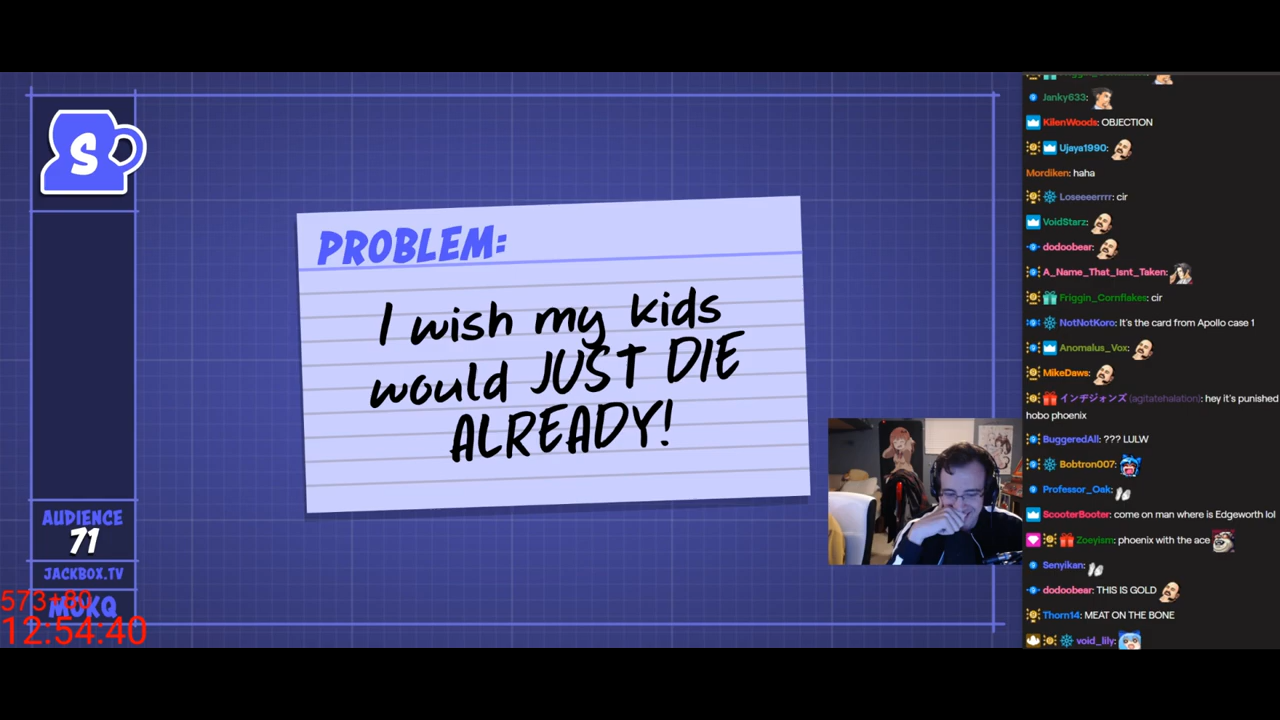 S
PROBLEM:
I wish my kids
would JUST DIE
ALREADY!
AUDIENCE
71
JACKBOX.TV
MOKQ
573★80
12:54:40
Janky633:
KilenWoods: OBJECTION
Ujaya1990:
Mordiken: haha
Loseeeerrrr: cir
VoidStarz:
dodoobear:
A_Name_That_Isnt_Taken:
Friggin_Cornflakes: cir
NotNotKoro: It's the card from Apollo case 1
Anomalus_Vox:
MikeDaws:
インヂジョンズ (agitatehalation): hey it's punished
hobo phoenix
BuggeredAll: ??? LULW
Bobtron007:
Professor_Oak:
ScooterBooter: come on man where is Edgeworth lol
Zoeyism: phoenix with the ace
Senyikan:
dodoobear: THIS IS GOLD
Thorn14: MEAT ON THE BONE
void_lily: